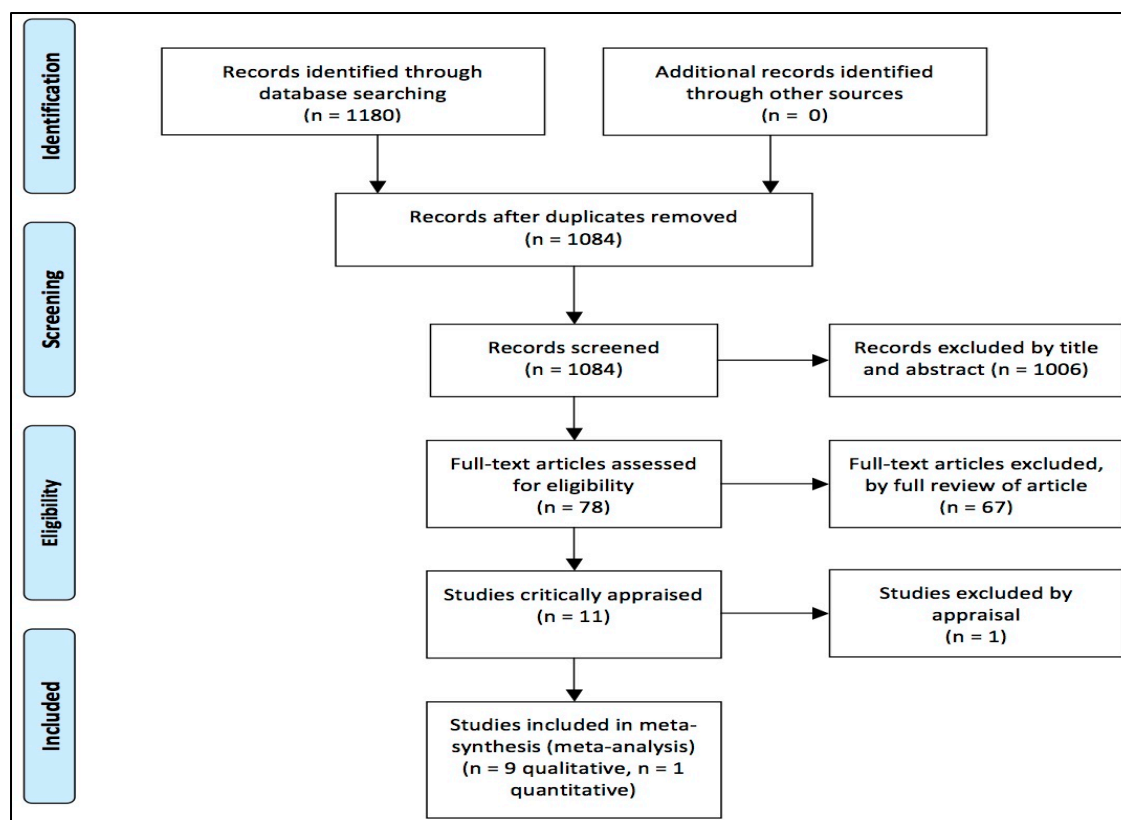 Identification
Records identified through
database searching
(n = 1180)
Additional records identified
through other sources
(n = 0)
Records after duplicates removed
(n = 1084)
Screening
Records screened
(n = 1084)
Records excluded by title
and abstract (n = 1006)
Eligibility
Full-text articles assessed
for eligibility
(n = 78)
Full-text articles excluded,
by full review of article
(n = 67)
Studies critically appraised
(n = 11)
Studies excluded by
appraisal
(n = 1)
Included
Studies included in meta-
synthesis (meta-analysis)
(n = 9 qualitative, n = 1
quantitative)